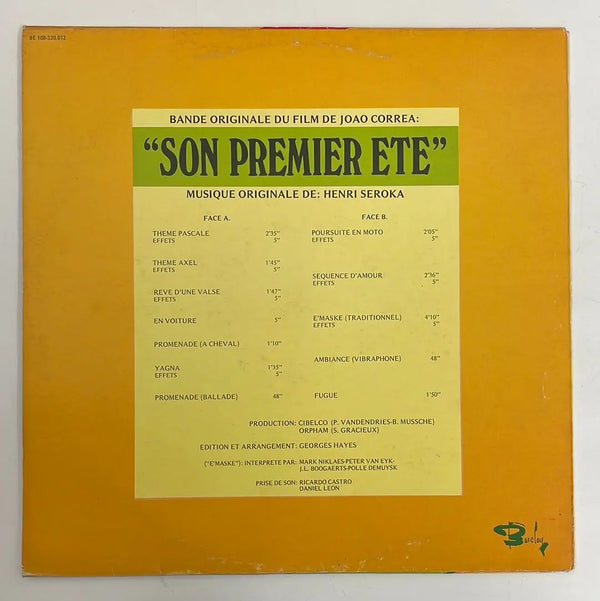 BE 108-330.012
BANDE ORIGINALE DU FILM DE JOAO CORREA:
“SON PREMIER ETE”
MUSIQUE ORIGINALE DE: HENRI SEROKA
FACE A.
THEME PASCALE 2'35"
EFFETS 5"
THEME AXEL 1'45"
EFFETS 5"
REVE D'UNE VALSE 1'47"
EFFETS 5"
EN VOITURE 5"
PROMENADE (A CHEVAL) 1'10"
YAGNA 1'35"
EFFETS 5"
PROMENADE (BALLADE) 48"
FACE B.
POURSUITE EN MOTO 2'05"
EFFETS 5"
SEQUENCE D'AMOUR 2'36"
EFFETS 5"
E'MASKE (TRADITIONNEL) 4'10"
EFFETS 5"
AMBIANCE (VIBRAPHONE) 48"
FUGUE 1'50"
PRODUCTION: CIBELCO (P. VANDENDRIES-B. MUSSCHE)
ORPHAM (S. GRACIEUX)
EDITION ET ARRANGEMENT: GEORGES HAYES
("E'MASKE"): INTERPRETE PAR: MARK NIKLAES-PETER VAN EYK-
J.L. BOOGAERTS-POLLE DEMUYSK
PRISE DE SON: RICARDO CASTRO
DANIEL LEON
Barclay